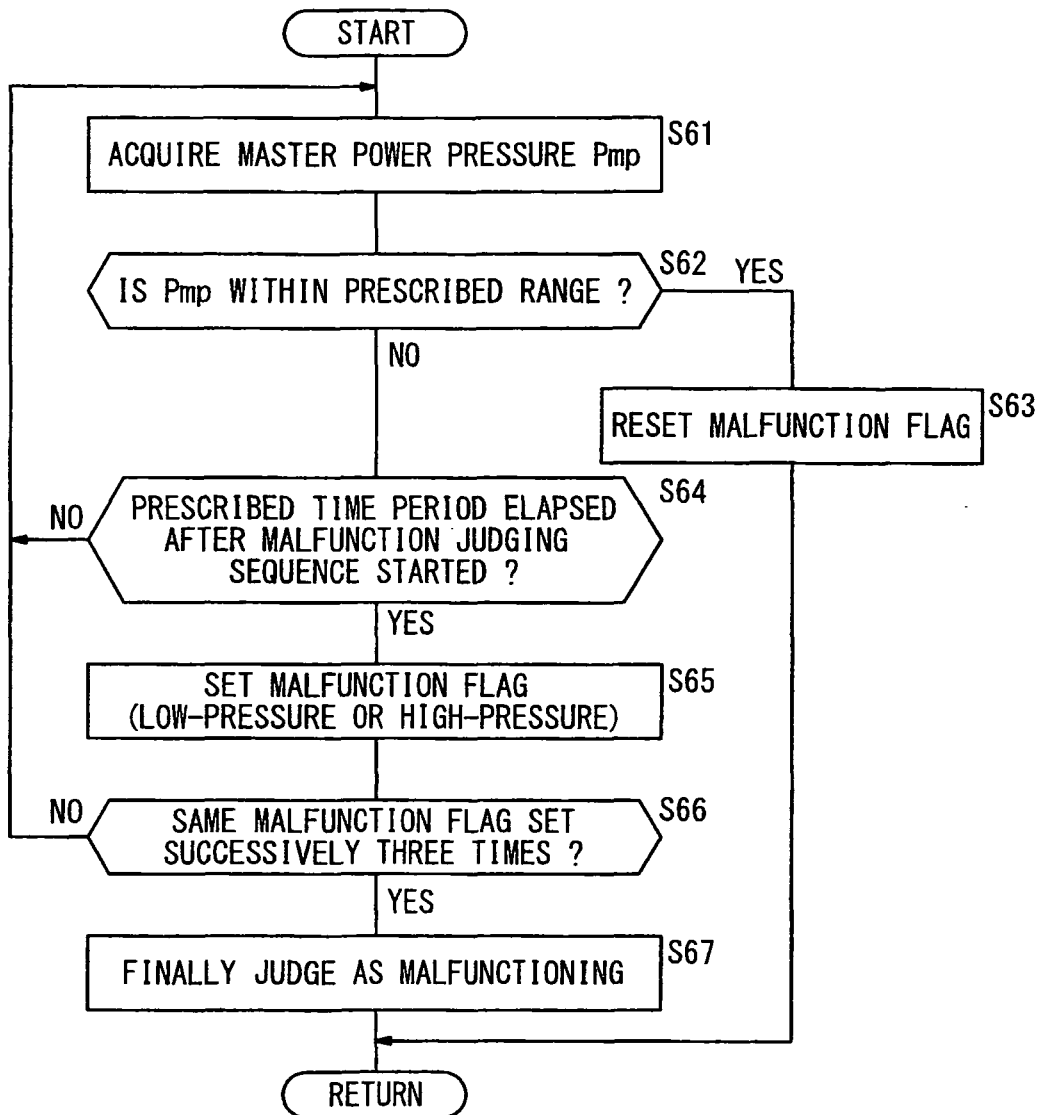 START
ACQUIRE MASTER POWER PRESSURE Pmp
S61
IS Pmp WITHIN PRESCRIBED RANGE ?
S62
YES
NO
RESET MALFUNCTION FLAG
S63
PRESCRIBED TIME PERIOD ELAPSED
AFTER MALFUNCTION JUDGING
SEQUENCE STARTED ?
S64
NO
YES
SET MALFUNCTION FLAG
(LOW-PRESSURE OR HIGH-PRESSURE)
S65
SAME MALFUNCTION FLAG SET
SUCCESSIVELY THREE TIMES ?
S66
NO
YES
FINALLY JUDGE AS MALFUNCTIONING
S67
RETURN